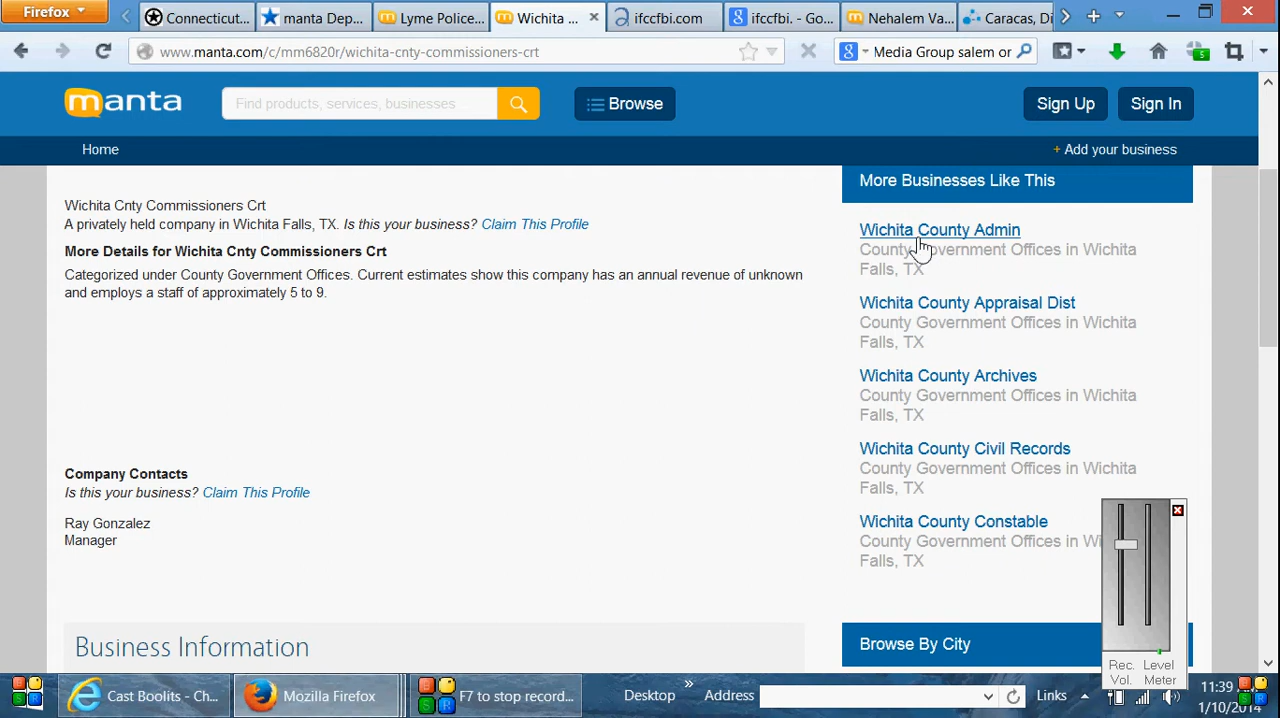 Firefox
Connecticut...
manta Dep...
Lyme Police...
Wichita ...
ifccfbi.com
ifccfbi. - Go...
Nehalem Va...
Caracas, Di
www.manta.com/c/mm6820r/wichita-cnty-commissioners-crt
Media Group salem or
manta
Find products, services, businesses
Browse
Sign Up
Sign In
Home
+ Add your business
Wichita Cnty Commissioners Crt
A privately held company in Wichita Falls, TX. Is this your business? Claim This Profile
More Details for Wichita Cnty Commissioners Crt
Categorized under County Government Offices. Current estimates show this company has an annual revenue of unknown
and employs a staff of approximately 5 to 9.
Company Contacts
Is this your business? Claim This Profile
Ray Gonzalez
Manager
Business Information
More Businesses Like This
Wichita County Admin
County Government Offices in Wichita
Falls, TX
Wichita County Appraisal Dist
County Government Offices in Wichita
Falls, TX
Wichita County Archives
County Government Offices in Wichita
Falls, TX
Wichita County Civil Records
County Government Offices in Wichita
Falls, TX
Wichita County Constable
County Government Offices in Wi
Falls, TX
Browse By City
Rec. Level
Vol. Meter
Cast Boolits - Ch...
Mozilla Firefox
F7 to stop record...
Desktop
Address
Links
11:39 AM
1/10/2014